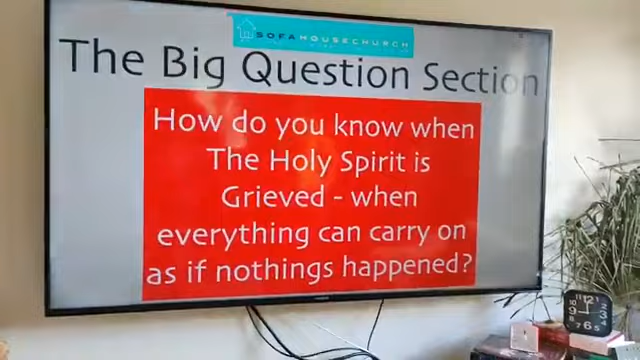 SOFAHOUSECHURCH
The Big Question Section
How do you know when
The Holy Spirit is
Grieved - when
everything can carry on
as if nothings happened?